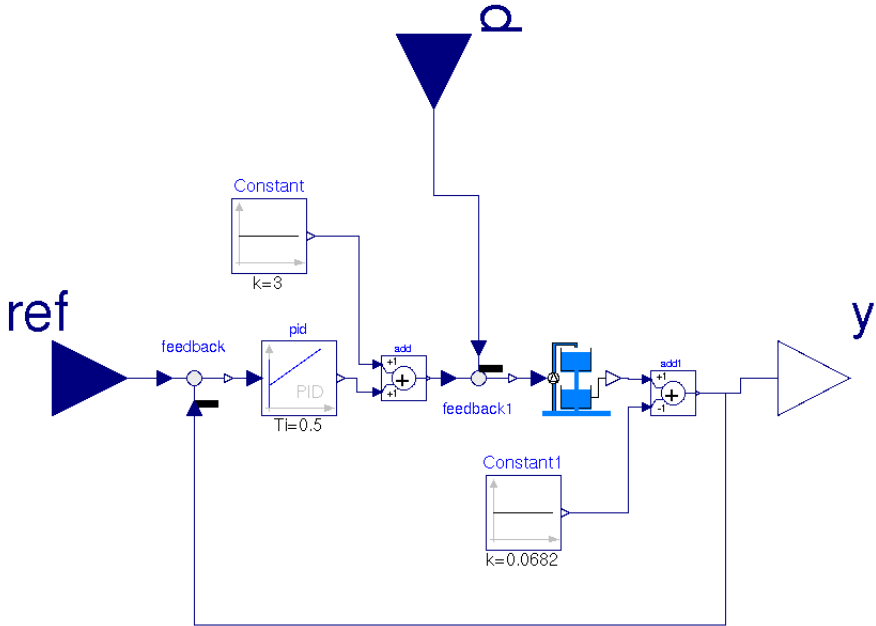 d
Constant
k=3
ref
y
feedback
pid
PID
Ti=0.5
add
+1
+
+1
feedback1
add1
+1
+
-1
Constant1
k=0.0682